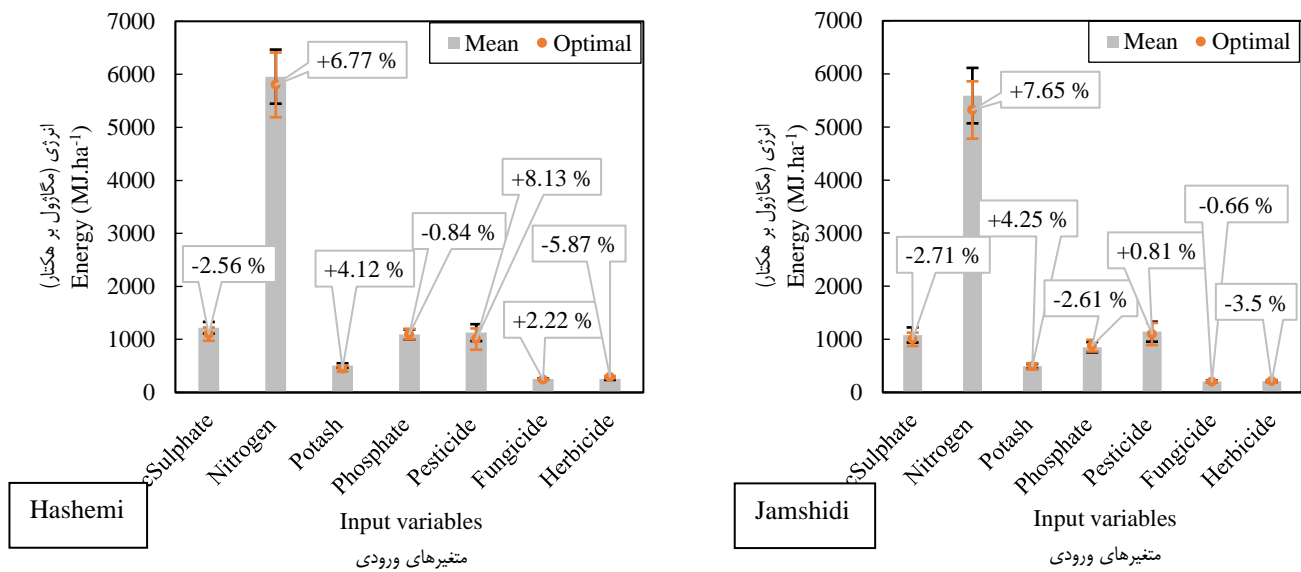 7000
6000
5000
4000
3000
2000
1000
0
انرژی (مگاژول بر هکتار)
Energy (MJ.ha-1)
Mean Optimal
+6.77 %
-2.56 %
+4.12 %
-0.84 %
+8.13 %
+2.22 %
-5.87 %
cSulphate
Nitrogen
Potash
Phosphate
Pesticide
Fungicide
Herbicide
Input variables
متغیرهای ورودی
Hashemi
7000
6000
5000
4000
3000
2000
1000
0
انرژی (مگاژول بر هکتار)
Energy (MJ.ha-1)
Mean Optimal
+7.65 %
-2.71 %
+4.25 %
-2.61 %
+0.81 %
-0.66 %
-3.5 %
cSulphate
Nitrogen
Potash
Phosphate
Pesticide
Fungicide
Herbicide
Input variables
متغیرهای ورودی
Jamshidi